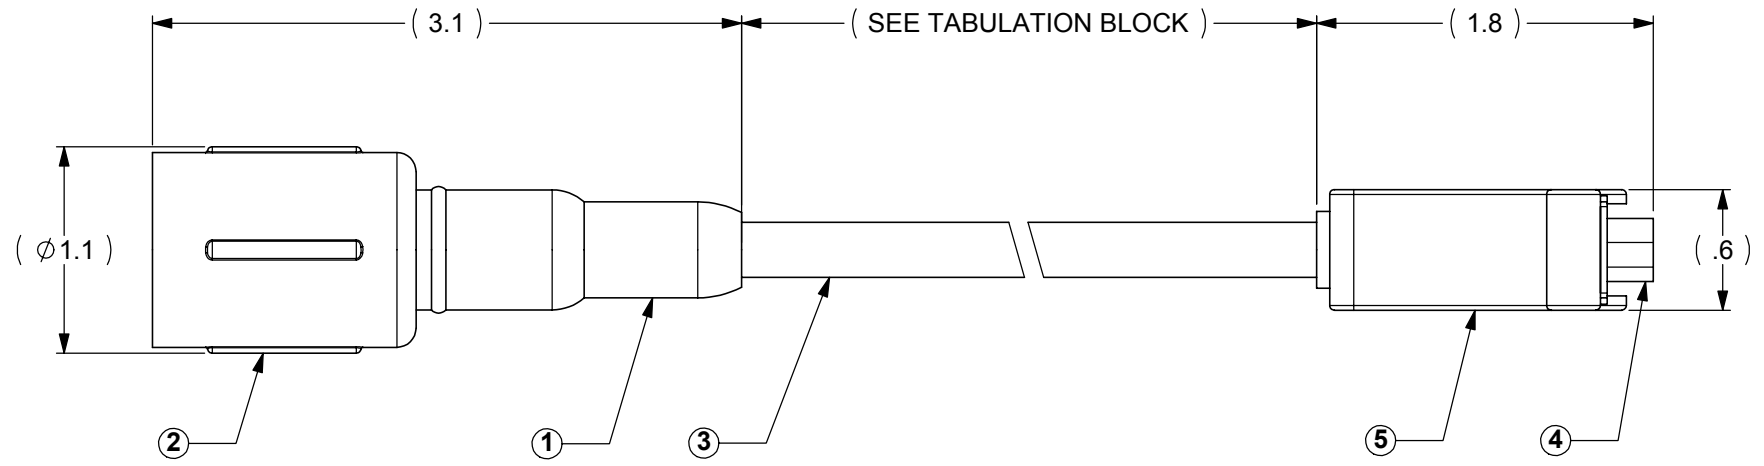 ( 3.1 )
( SEE TABULATION BLOCK )
( 1.8 )
( ⌀1.1 )
( .6 )
2
1
3
5
4